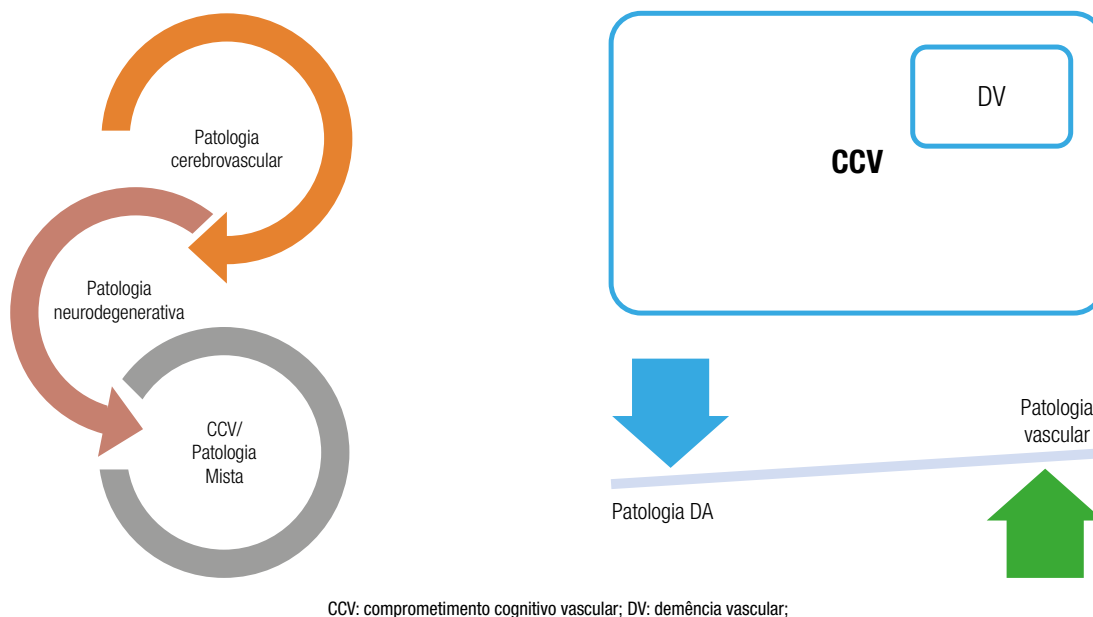 Patologia
cerebrovascular
Patologia
neurodegenerativa
CCV/
Patologia
Mista
DV
CCV
Patologia
vascular
Patologia DA
CCV: comprometimento cognitivo vascular; DV: demência vascular;